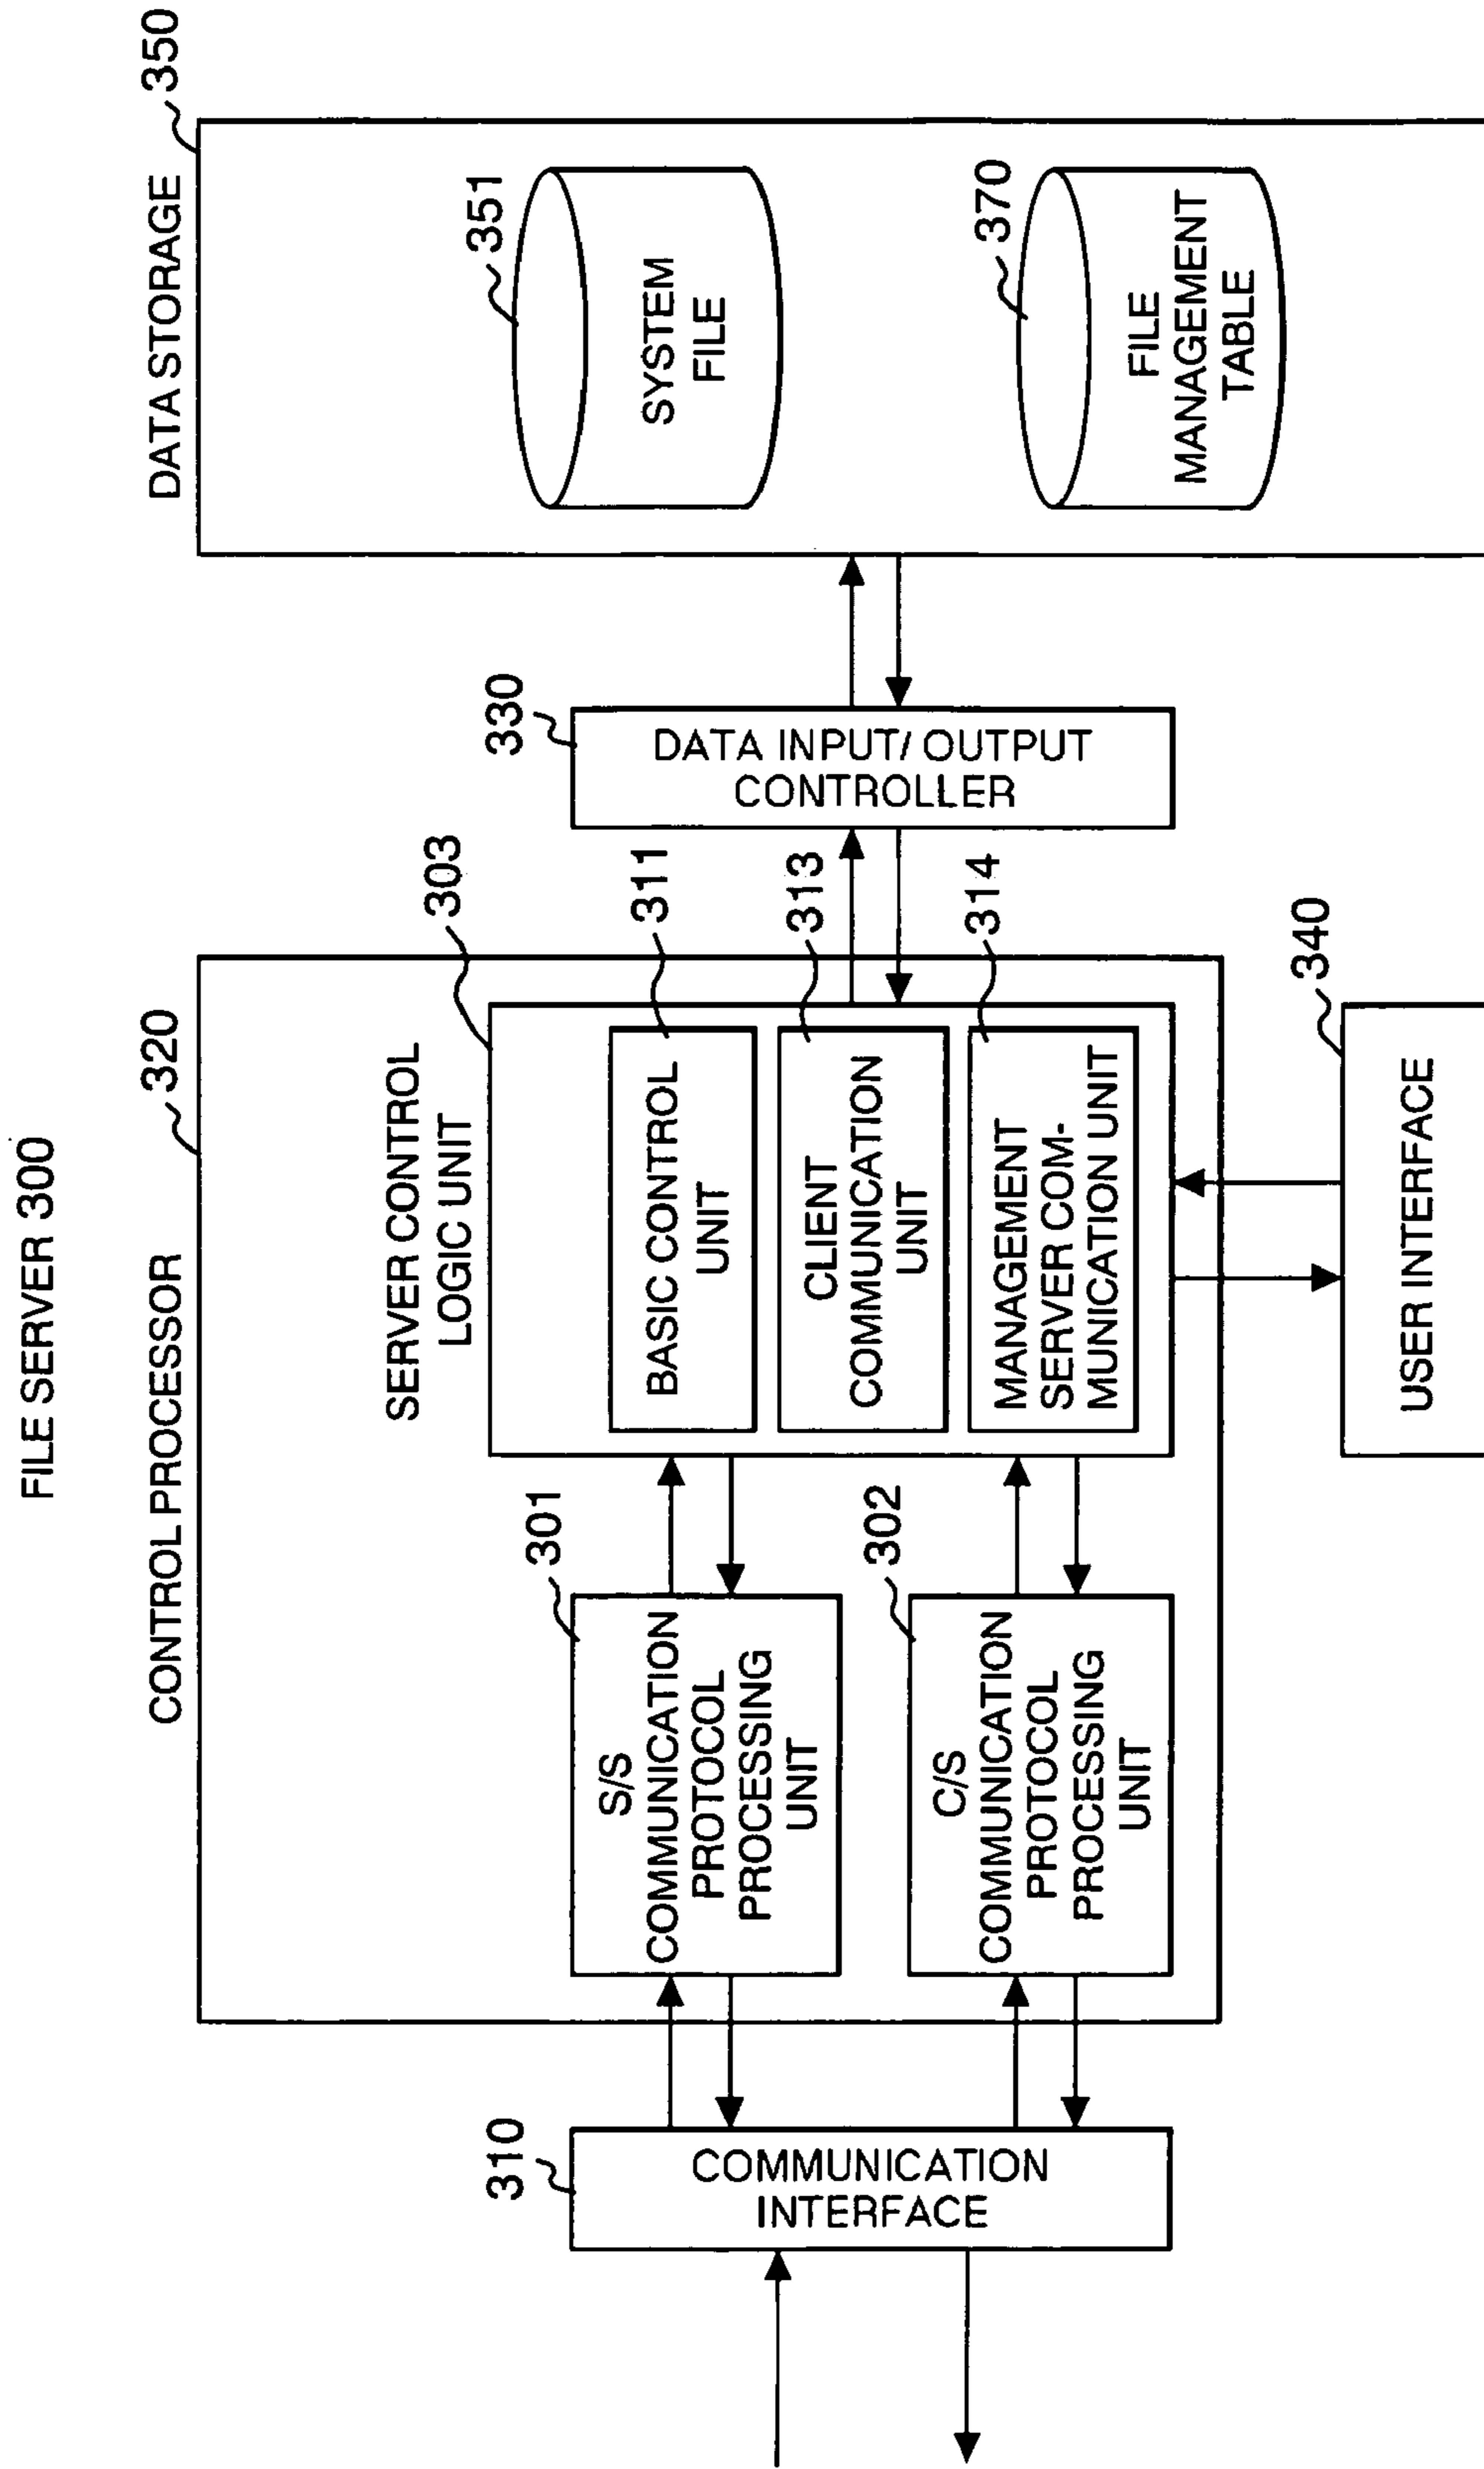 FILE SERVER 300
CONTROL PROCESSOR
320
DATA STORAGE
350
SERVER CONTROL
LOGIC UNIT
303
310
COMMUNICATION
INTERFACE
301
S/S
COMMUNICATION
PROTOCOL
PROCESSING
UNIT
302
C/S
COMMUNICATION
PROTOCOL
PROCESSING
UNIT
311
BASIC CONTROL
UNIT
313
CLIENT
COMMUNICATION
UNIT
314
MANAGEMENT
SERVER COM-
MUNICATION UNIT
330
DATA INPUT/ OUTPUT
CONTROLLER
351
SYSTEM
FILE
370
FILE
MANAGEMENT
TABLE
340
USER INTERFACE